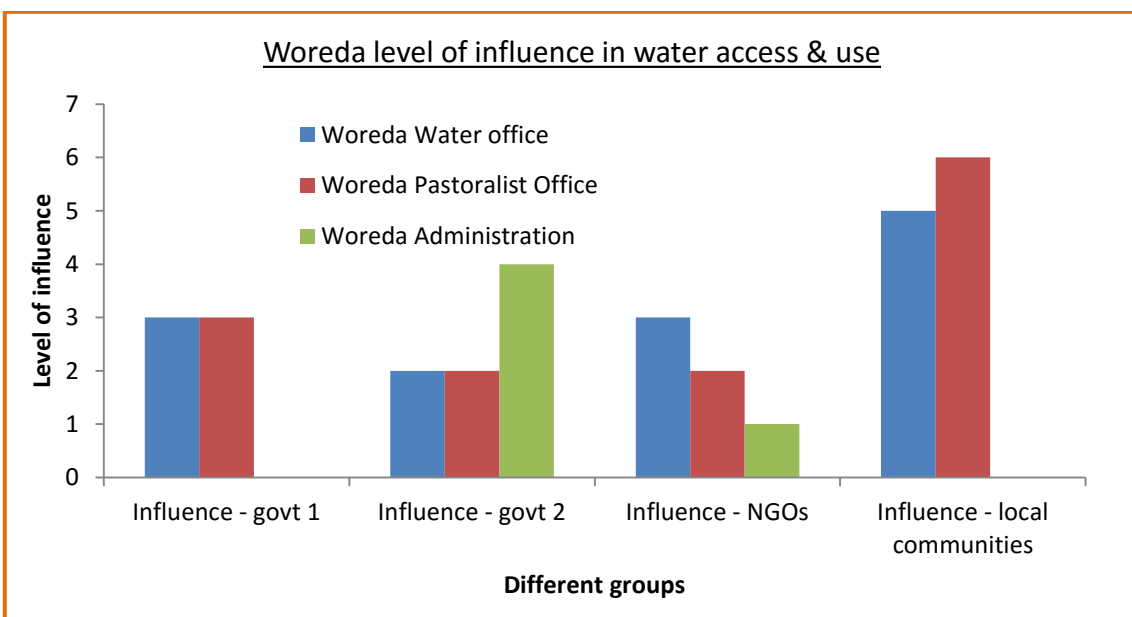 Woreda level of influence in water access & use
7
6
5
4
3
2
1
0
Level of influence
Woreda Water office
Woreda Pastoralist Office
Woreda Administration
Influence - govt 1
Influence - govt 2
Influence - NGOs
Influence - local
communities
Different groups